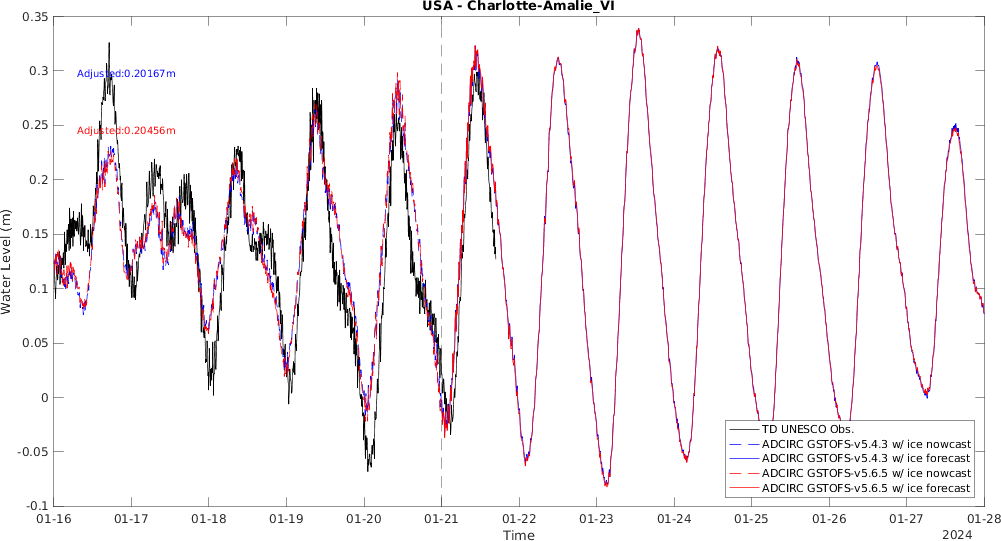 USA - Charlotte-Amalie_VI
0.35
0.3
0.25
0.2
0.15
0.1
0.05
0
-0.05
-0.1
Water Level (m)
Adjusted:0.20167m
Adjusted:0.20456m
TD UNESCO Obs.
ADCIRC GSTOFS-v5.4.3 w/ ice nowcast
ADCIRC GSTOFS-v5.4.3 w/ ice forecast
ADCIRC GSTOFS-v5.6.5 w/ ice nowcast
ADCIRC GSTOFS-v5.6.5 w/ ice forecast
01-16 01-17 01-18 01-19 01-20 01-21 01-22 01-23 01-24 01-25 01-26 01-27 01-28
Time
2024